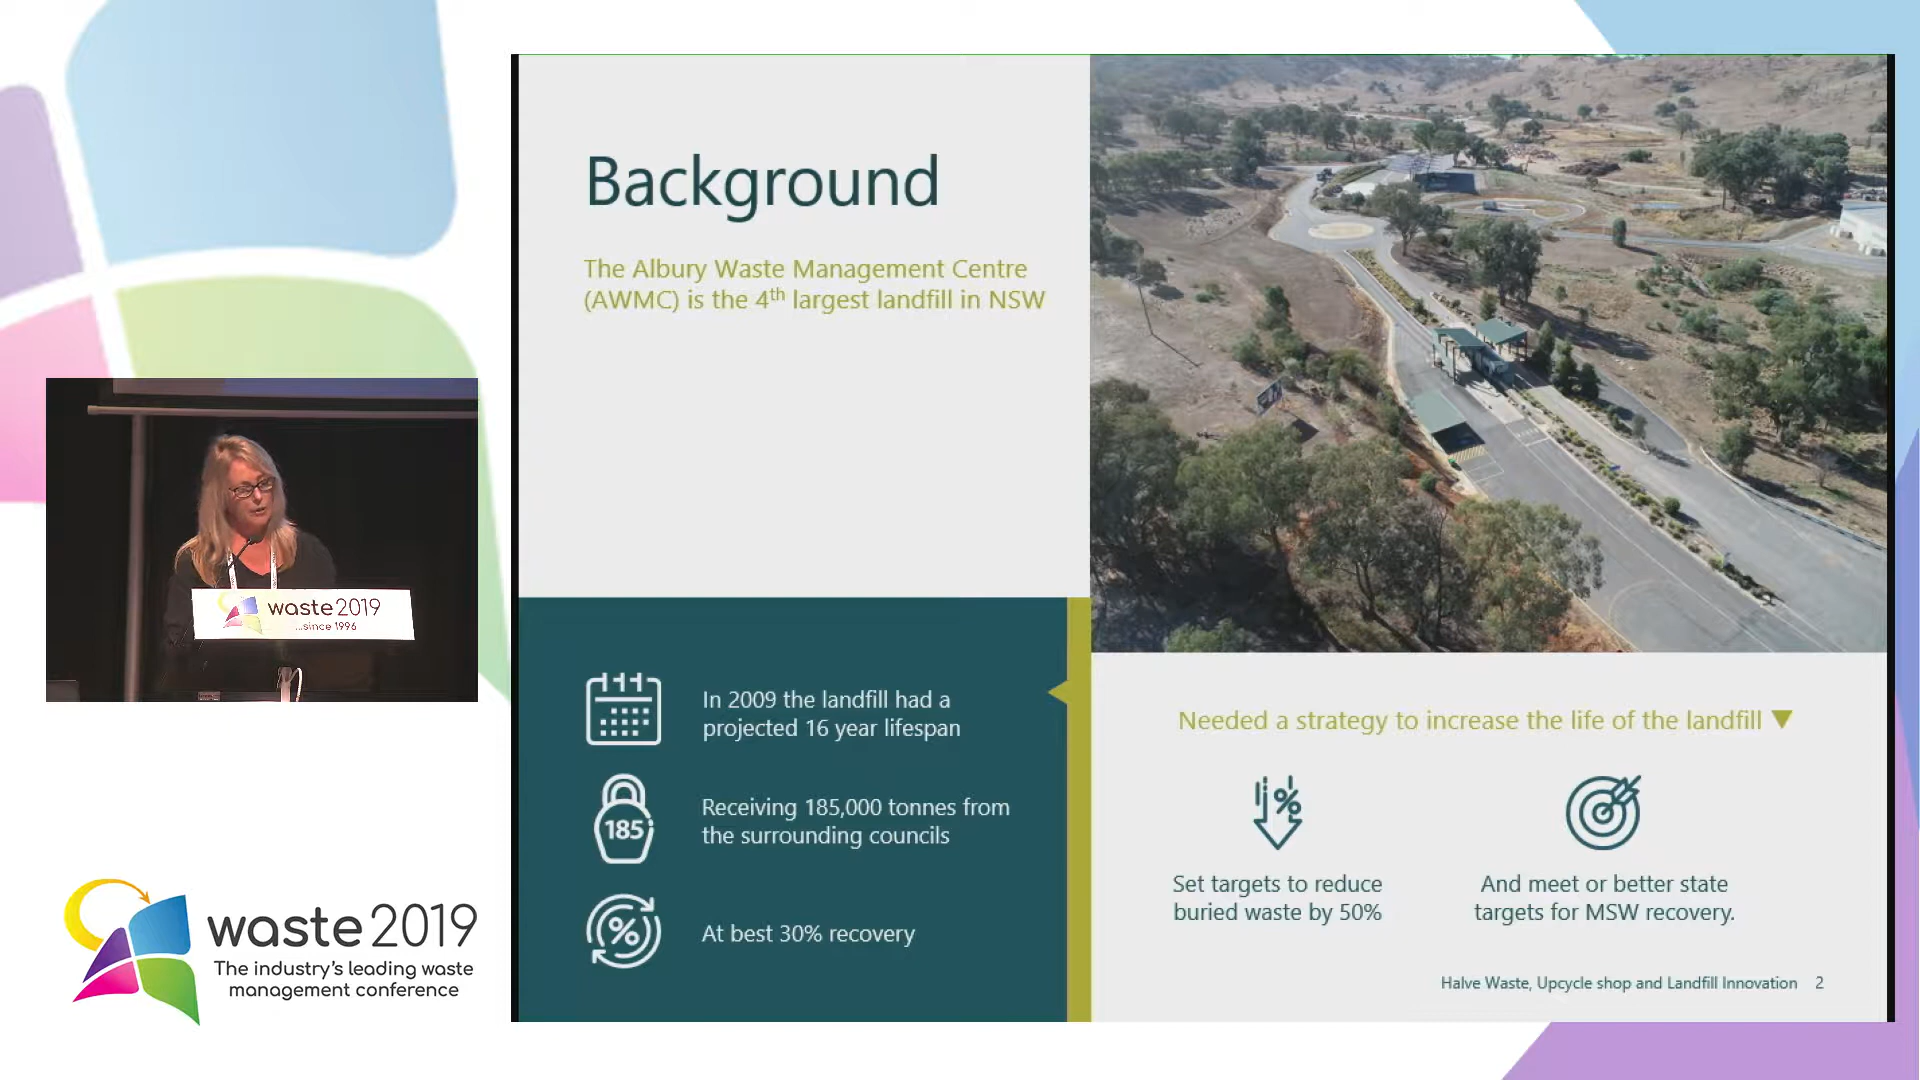 Background
The Albury Waste Management Centre
(AWMC) is the 4th largest landfill in NSW
In 2009 the landfill had a
projected 16 year lifespan
185
Receiving 185,000 tonnes from
the surrounding councils
%
At best 30% recovery
Needed a strategy to increase the life of the landfill
%
Set targets to reduce
buried waste by 50%
And meet or better state
targets for MSW recovery.
Halve Waste, Upcycle shop and Landfill Innovation 2
waste2019
...since 1996
waste2019
The industry's leading waste
management conference